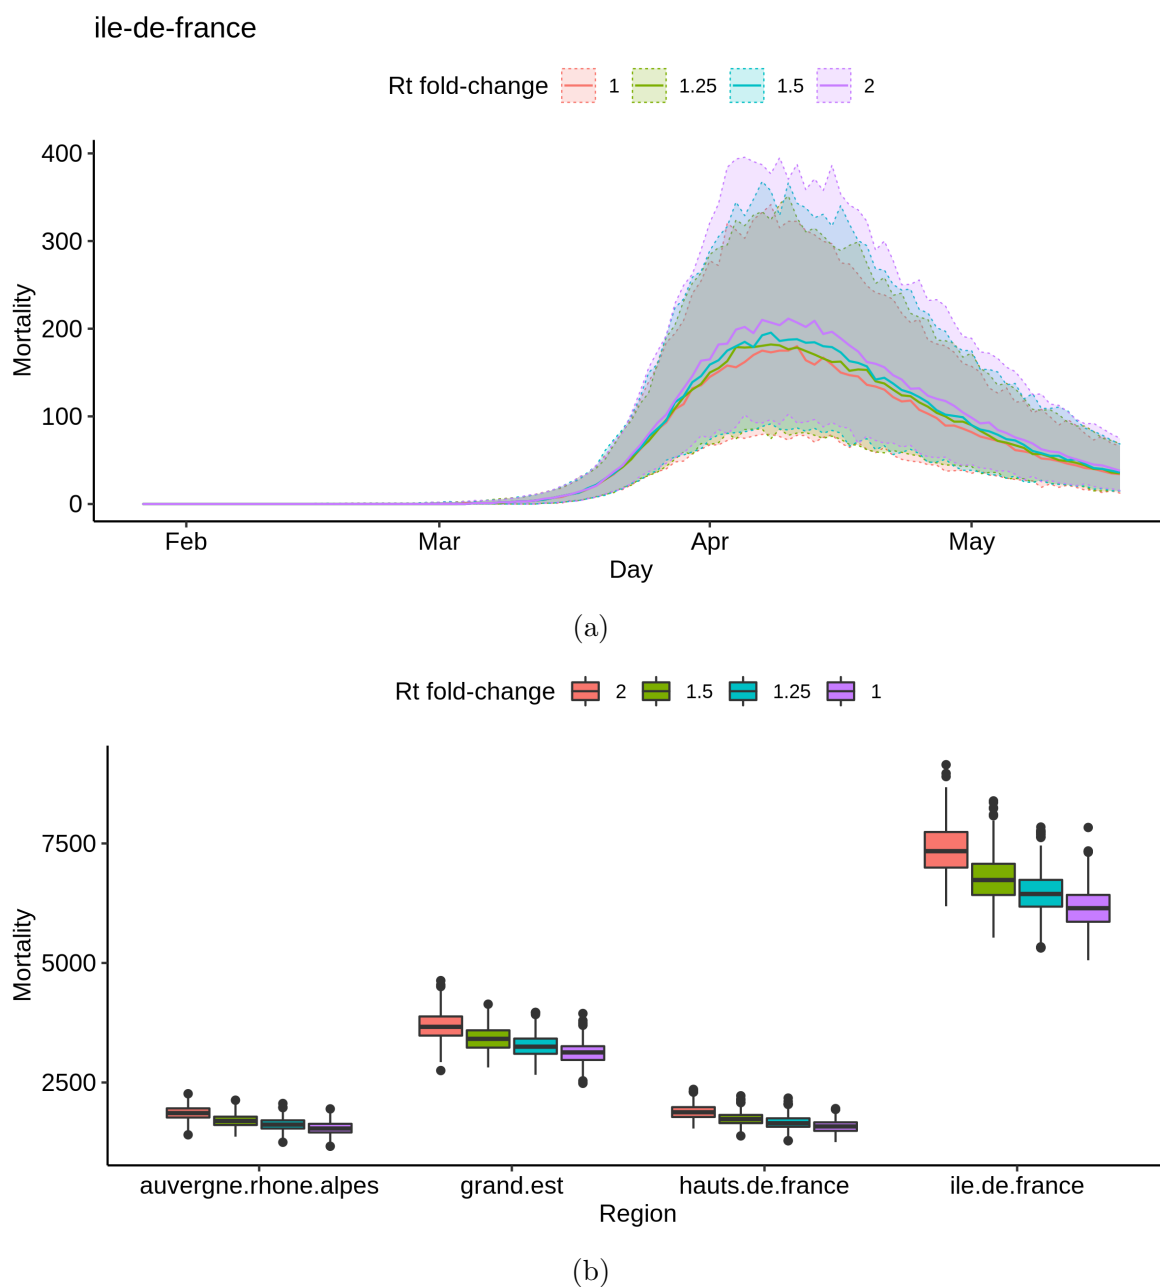 ile-de-france
Rt fold-change 1 1.25 1.5 2
400
300
200
100
0
Mortality
Feb Mar Apr May
Day
(a)
Rt fold-change 2 1.5 1.25 1
7500
5000
2500
Mortality
auvergne.rhone.alpes grand.est hauts.de.france ile.de.france
Region
(b)